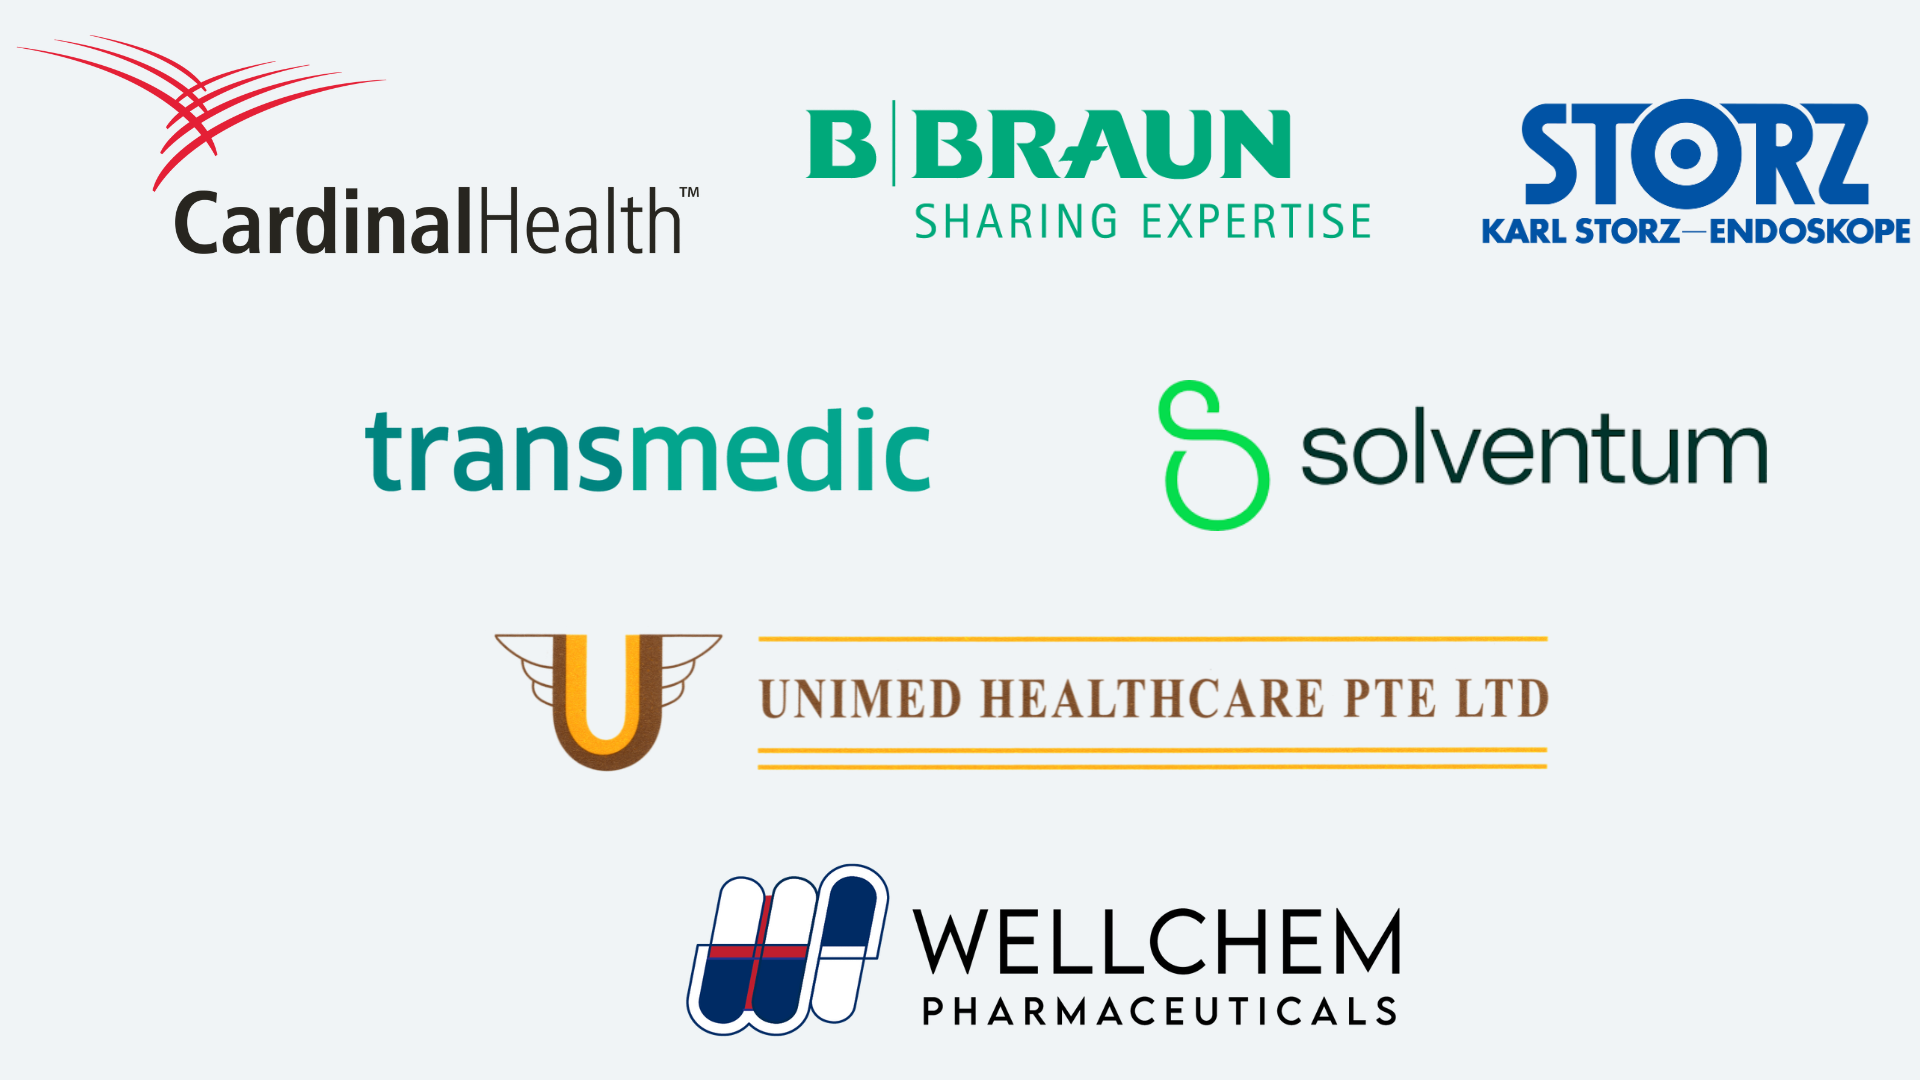 CardinalHealth™
B BRAUN
SHARING EXPERTISE
STORZ
KARL STORZ—ENDOSKOPE
transmedic
solventum
U
UNIMED HEALTHCARE PTE LTD
WELLCHEM
PHARMACEUTICALS